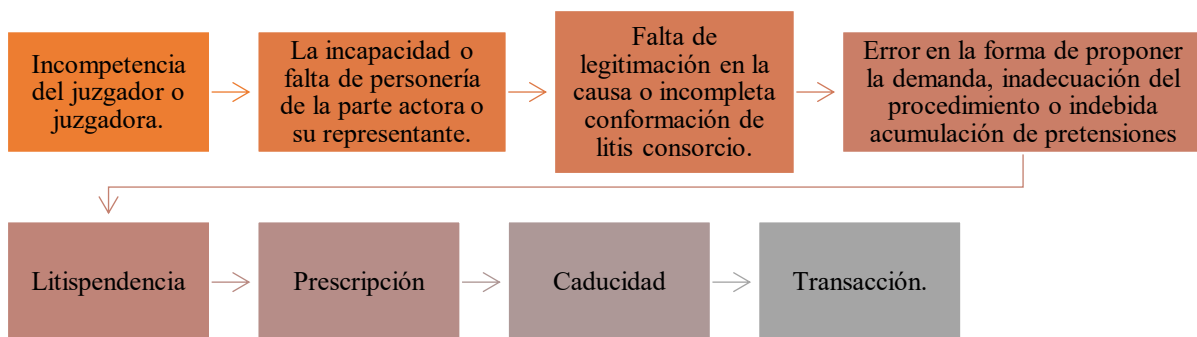 Incompetencia
del juzgador o
juzgadora.
La incapacidad o
falta de personería
de la parte actora o
su representante.
Falta de
legitimación en la
causa o incompleta
conformación de
litis consorcio.
Error en la forma de proponer
la demanda, inadecuación del
procedimiento o indebida
acumulación de pretensiones
Litispendencia
Prescripción
Caducidad
Transacción.